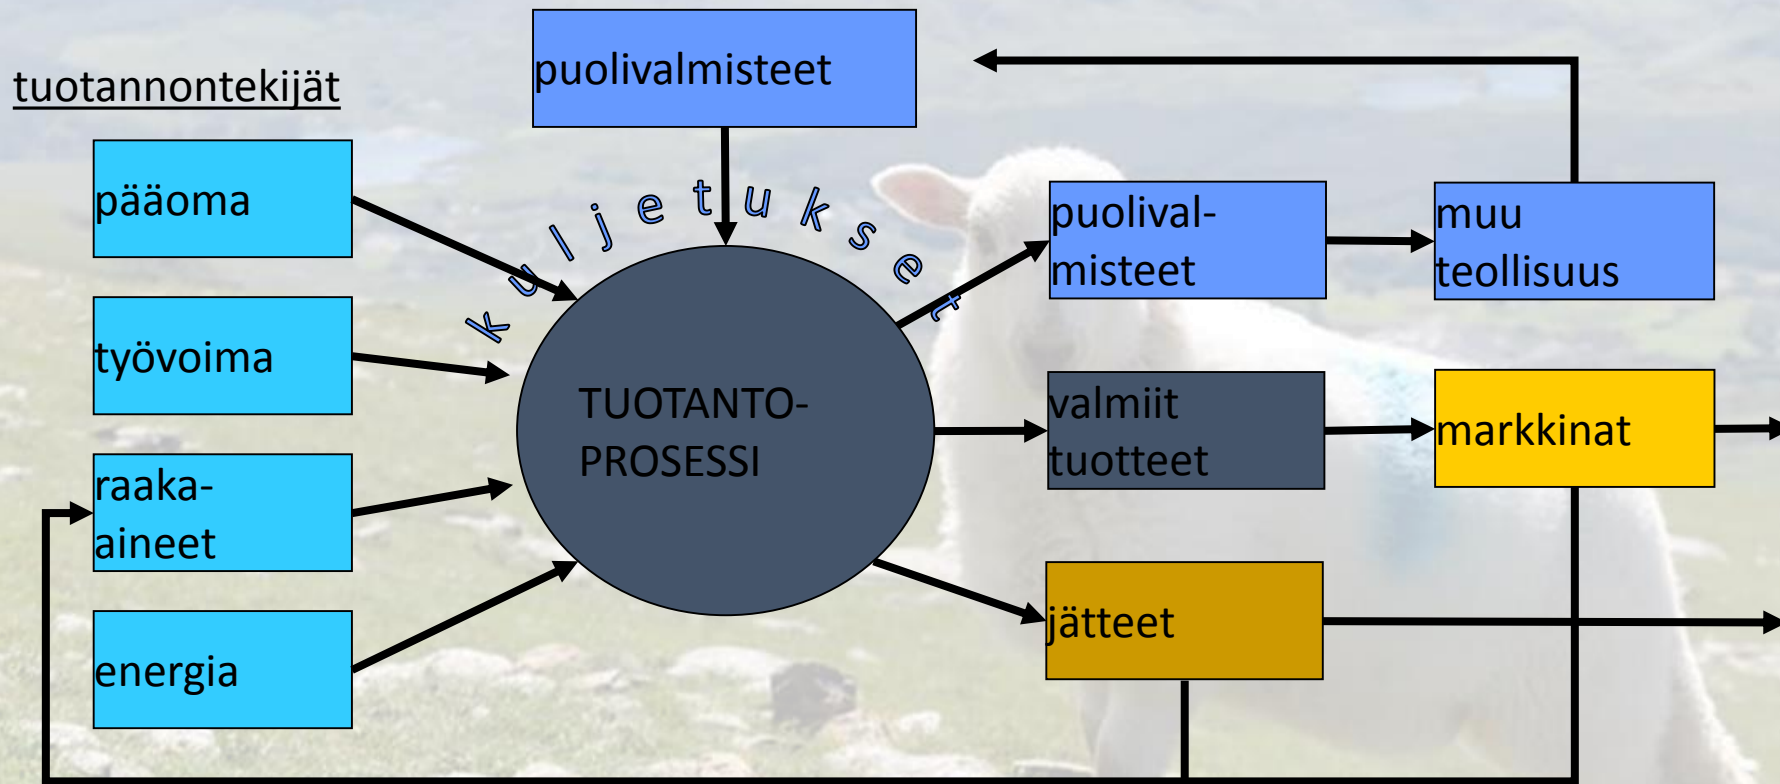 puolivalmisteet
tuotannontekijät
pääoma
työvoima
raaka-
aineet
energia
kuljetukset
TUOTANTO-
PROSESSI
puolival-
misteet
muu
teollisuus
valmiit
tuotteet
markkinat
jätteet